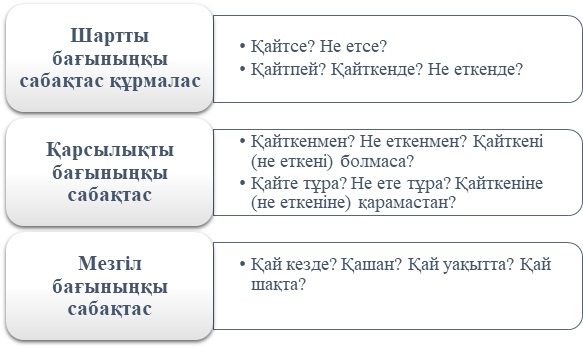 Шартты
бағыныңқы
сабақтас құрмалас
• Қайтсе? Не етсе?
• Қайтпей? Қайткенде? Не еткенде?
Қарсылықты
бағыныңқы
сабақтас
• Қайткенмен? Не еткенмен? Қайткені
(не еткені) болмаса?
• Қайте тұра? Не ете тұра? Қайткеніне
(не еткеніне) қарамастан?
Мезгіл
бағыныңқы
сабақтас
• Қай кезде? Қашан? Қай уақытта? Қай
шақта?